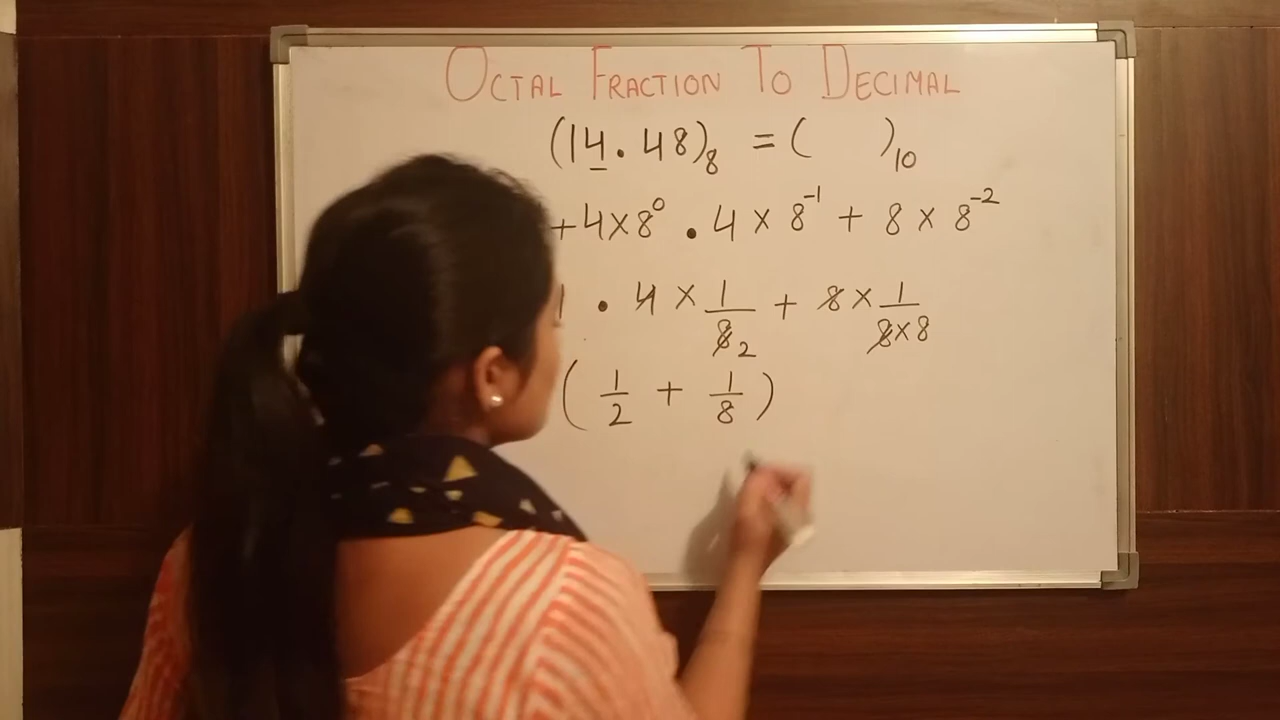 OCTAL FRACTION TO DECIMAL
(14.48)₈ = ( )₁₀
+4×8⁰ . 4 × 8⁻¹ + 8 × 8⁻²
. 4 × 1/8 2 + 8 × 1/8×8
( 1/2 + 1/8 )